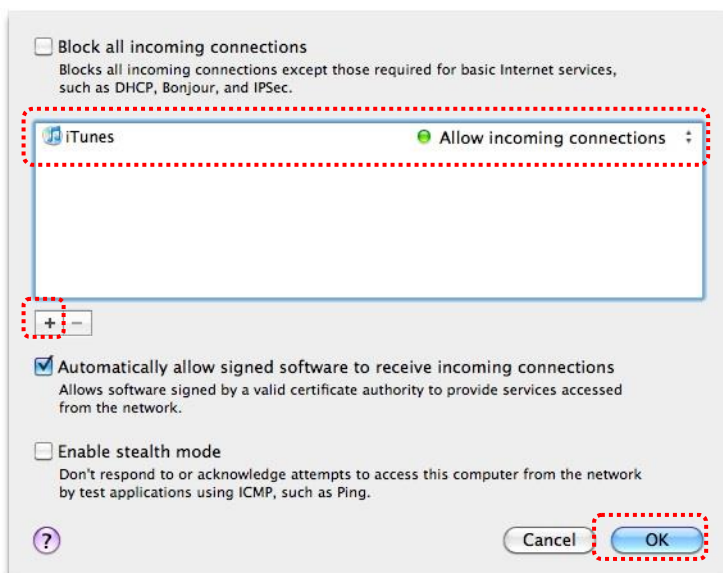 Block all incoming connections
Blocks all incoming connections except those required for basic Internet services,
such as DHCP, Bonjour, and IPSec.
iTunes Allow incoming connections
+ −
Automatically allow signed software to receive incoming connections
Allows software signed by a valid certificate authority to provide services accessed
from the network.
Enable stealth mode
Don't respond to or acknowledge attempts to access this computer from the network
by test applications using ICMP, such as Ping.
? Cancel OK